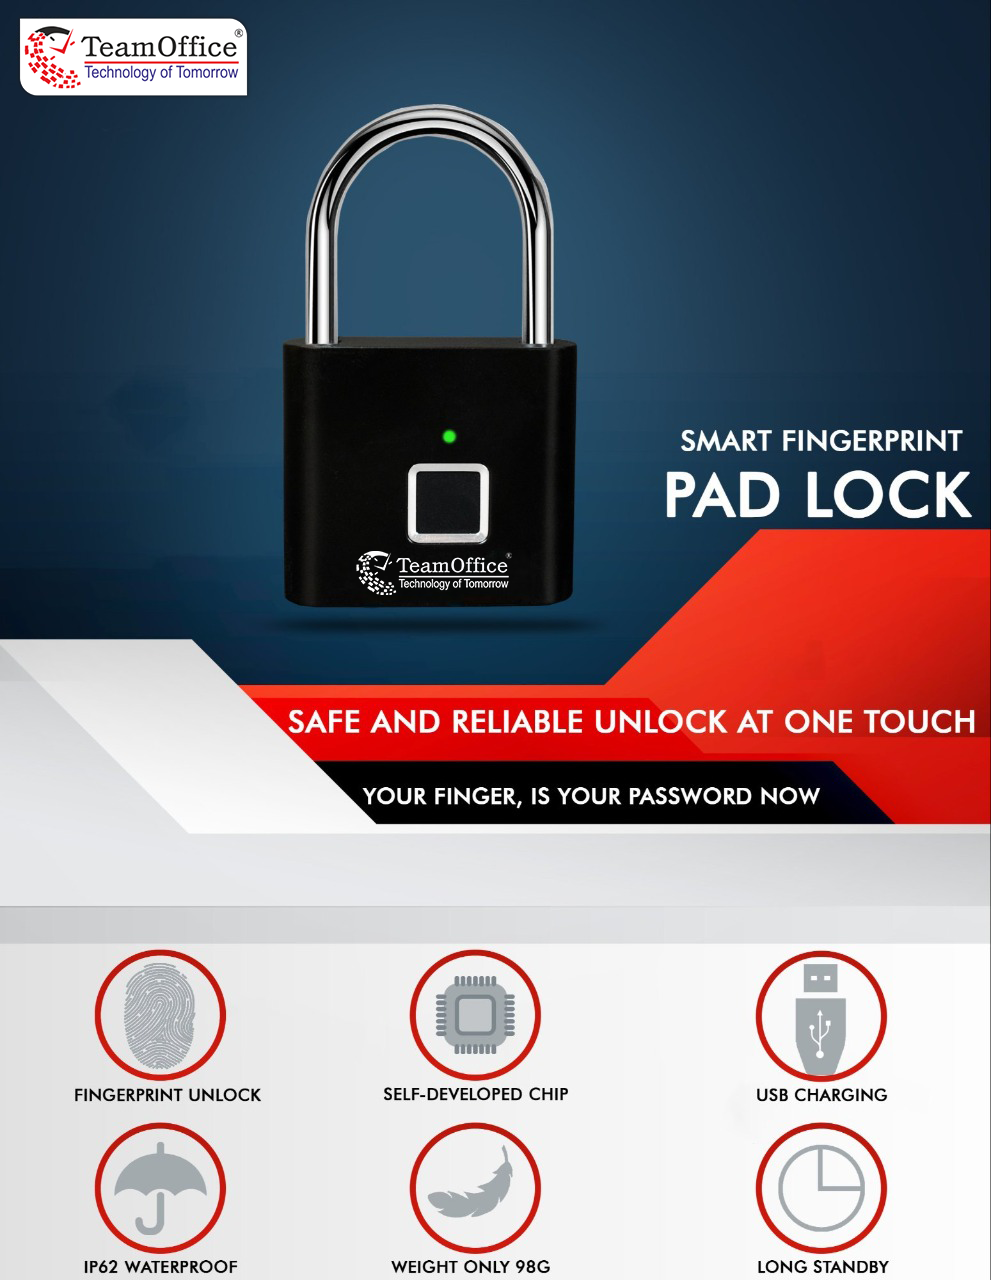 TeamOffice®
Technology of Tomorrow
SMART FINGERPRINT
PAD LOCK
TeamOffice®
Technology of Tomorrow
SAFE AND RELIABLE UNLOCK AT ONE TOUCH
YOUR FINGER, IS YOUR PASSWORD NOW
FINGERPRINT UNLOCK
SELF-DEVELOPED CHIP
USB CHARGING
IP62 WATERPROOF
WEIGHT ONLY 98G
LONG STANDBY